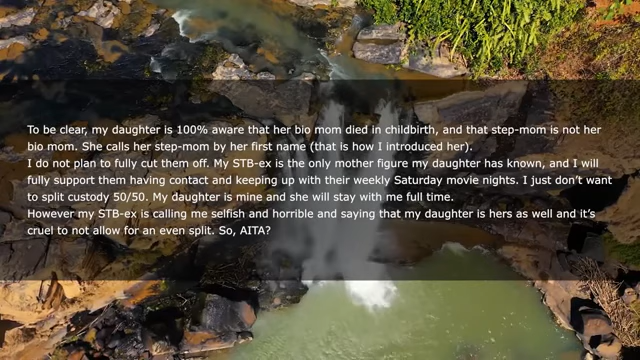 To be clear, my daughter is 100% aware that her bio mom died in childbirth, and that step-mom is not her
bio mom. She calls her step-mom by her first name (that is how I introduced her).
I do not plan to fully cut them off. My STB-ex is the only mother figure my daughter has known, and I will
fully support them having contact and keeping up with their weekly Saturday movie nights. I just don't want
to split custody 50/50. My daughter is mine and she will stay with me full time.
However my STB-ex is calling me selfish and horrible and saying that my daughter is hers as well and it's
cruel to not allow for an even split. So, AITA?